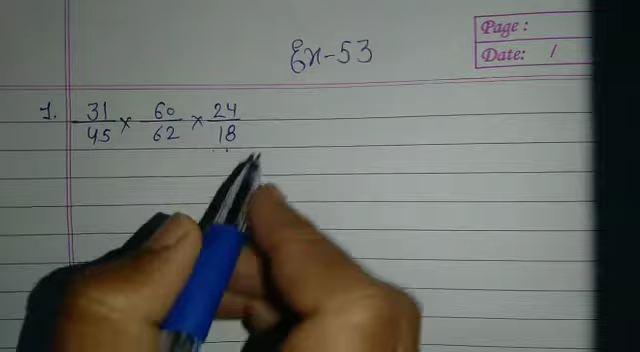 Page:
Date: /
Ex-53
1. 31/45 × 60/62 × 24/18